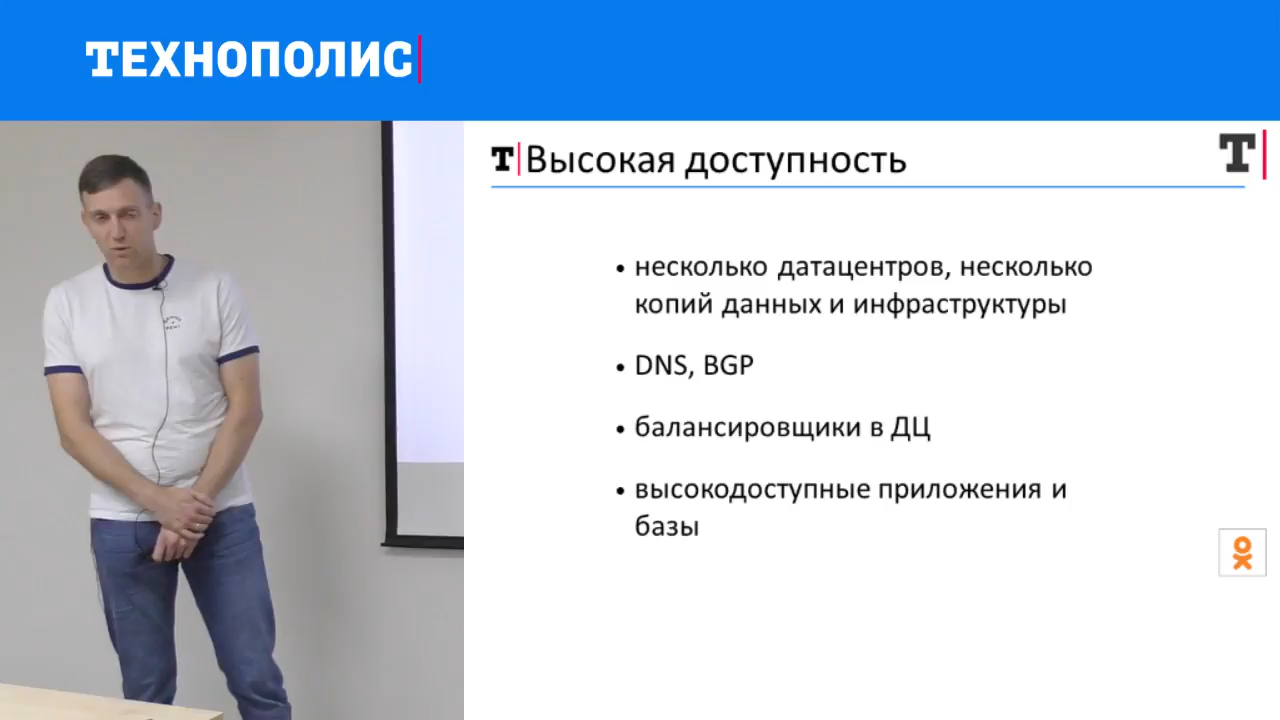 ТЕХНОПОЛИС
Т Высокая доступность
Т
• несколько датацентров, несколько
копий данных и инфраструктуры
• DNS, BGP
• балансировщики в ДЦ
• высокодоступные приложения и
базы